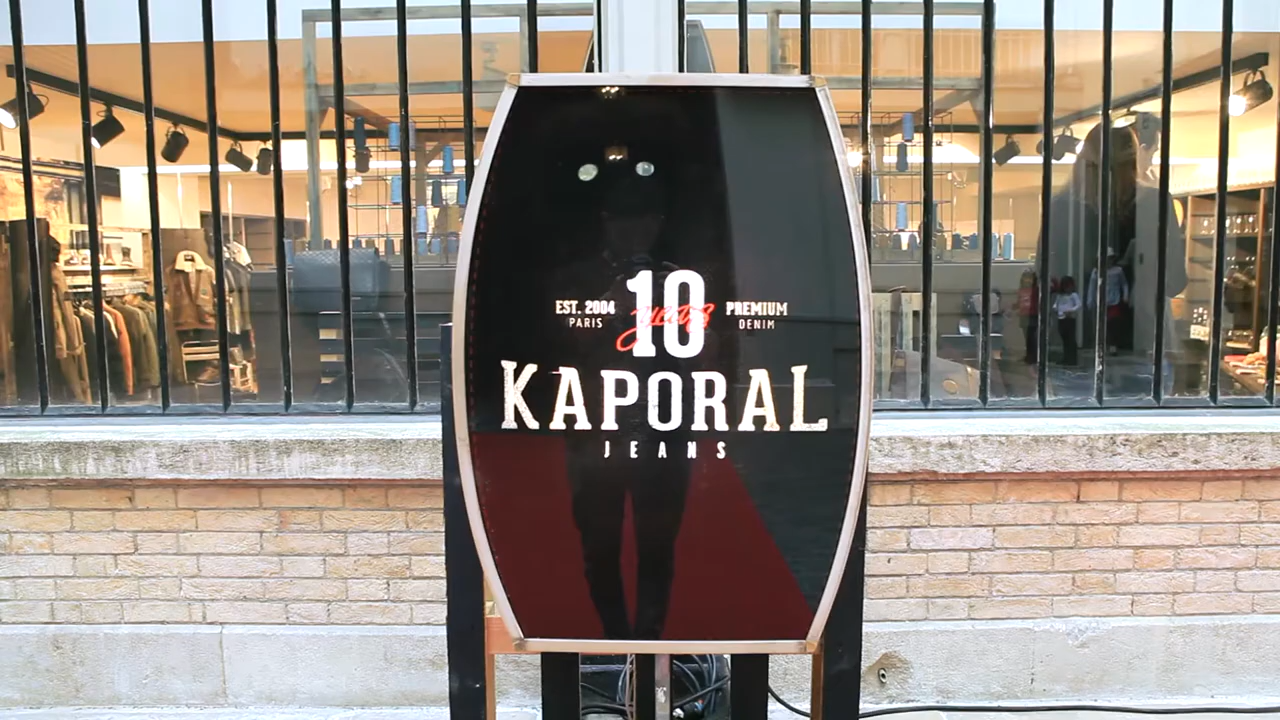 10
years
EST. 2004
PARIS
PREMIUM
DENIM
KAPORAL
JEANS